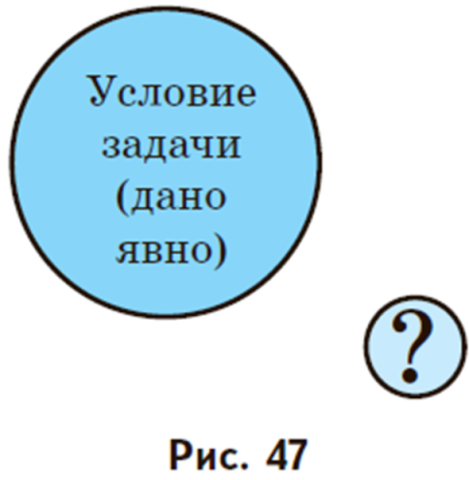 Условие
задачи
(дано
явно)
?
Рис. 47